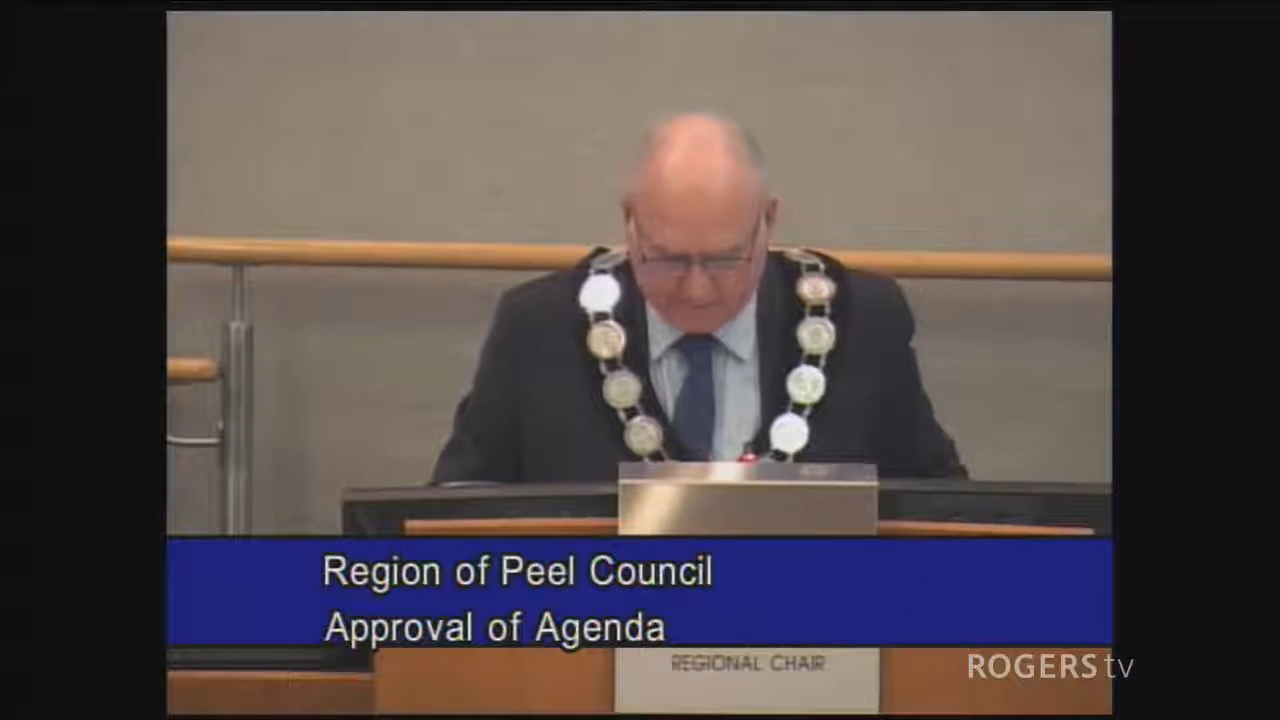 Region of Peel Council
Approval of Agenda
REGIONAL CHAIR
ROGERS tv